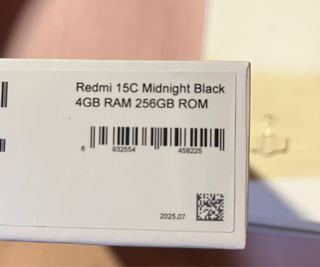 Redmi 15C Midnight Black
4GB RAM 256GB ROM
6 932554 458225
2025.07